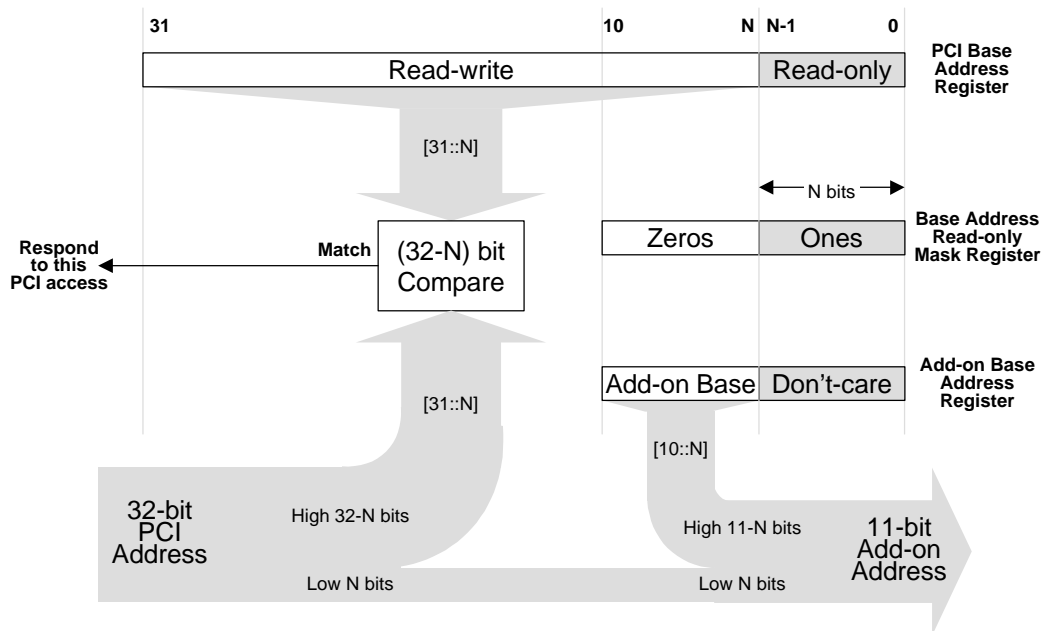 31
10
N
N-1
0
Read-write
Read-only
PCI Base
Address
Register
[31::N]
N bits
Zeros
Ones
Base Address
Read-only
Mask Register
Respond
to this
PCI access
Match
(32-N) bit
Compare
Add-on Base
Don't-care
Add-on Base
Address
Register
[31::N]
[10::N]
32-bit
PCI
Address
High 32-N bits
High 11-N bits
11-bit
Add-on
Address
Low N bits
Low N bits